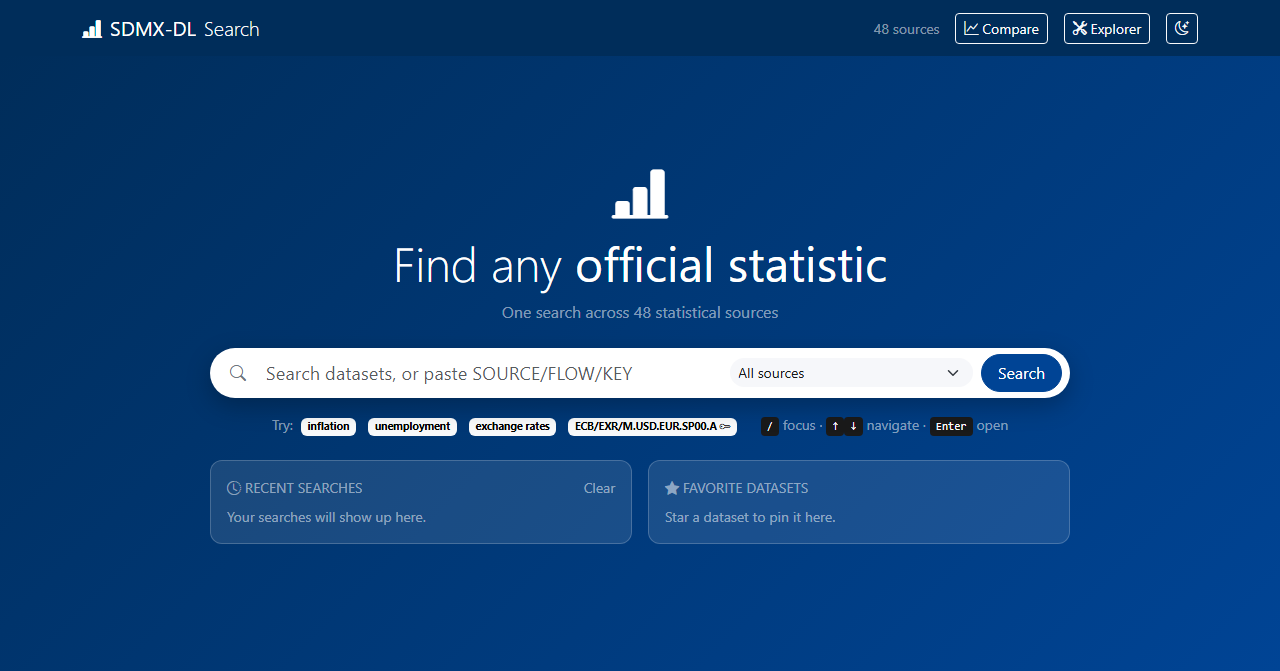 SDMX-DL Search
48 sources
Compare
Explorer
Find any official statistic
One search across 48 statistical sources
Search datasets, or paste SOURCE/FLOW/KEY
All sources
Search
Try: inflation unemployment exchange rates ECB/EXR/M.USD.EUR.SP00.A / focus · ↑ ↓ navigate · Enter open
RECENT SEARCHES
Clear
Your searches will show up here.
FAVORITE DATASETS
Star a dataset to pin it here.